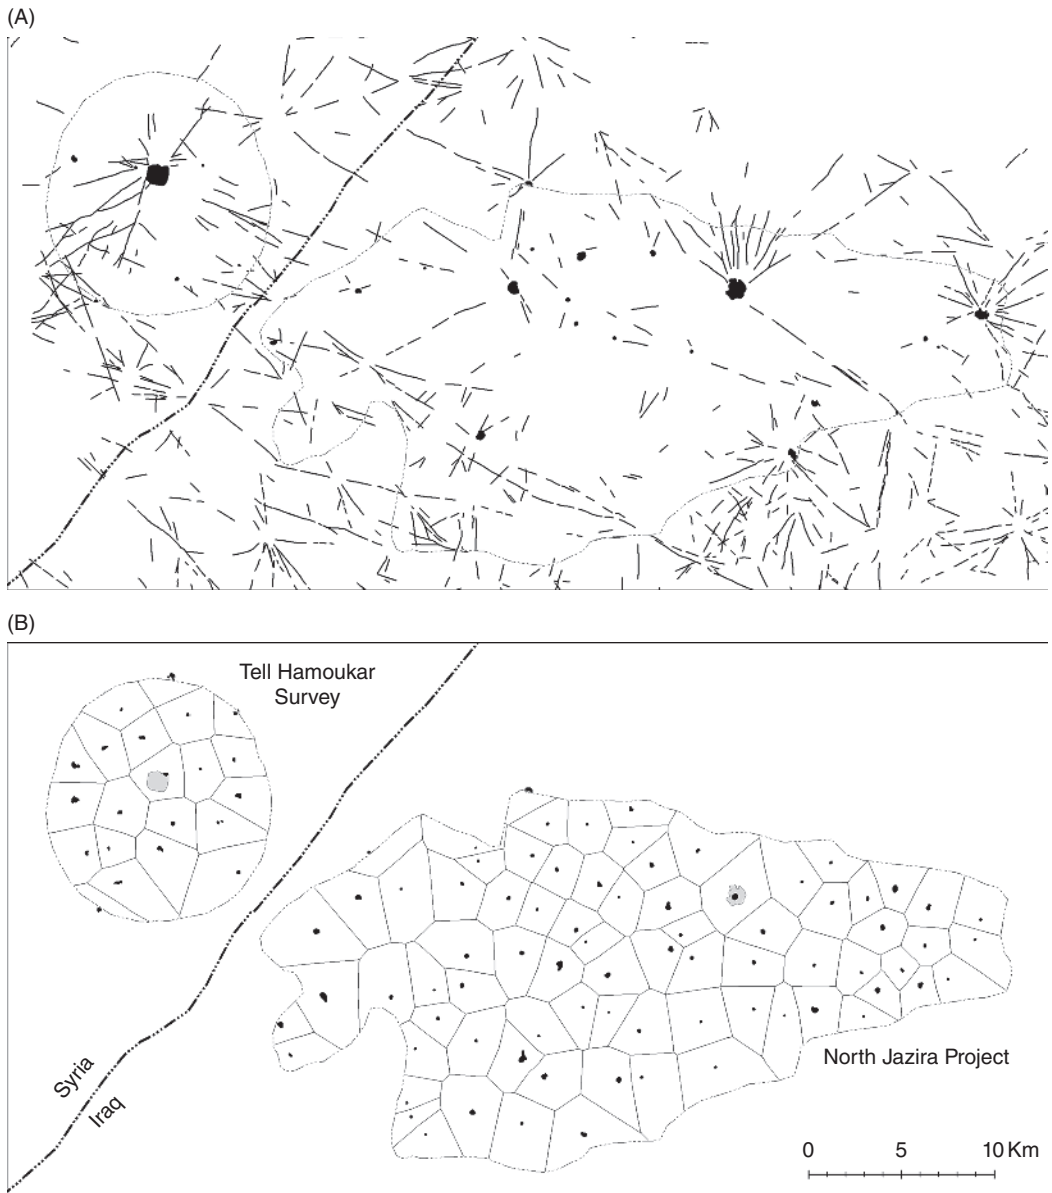 (A)
(B)
Tell Hamoukar
Survey
Syria
Iraq
North Jazira Project
0 5 10 Km